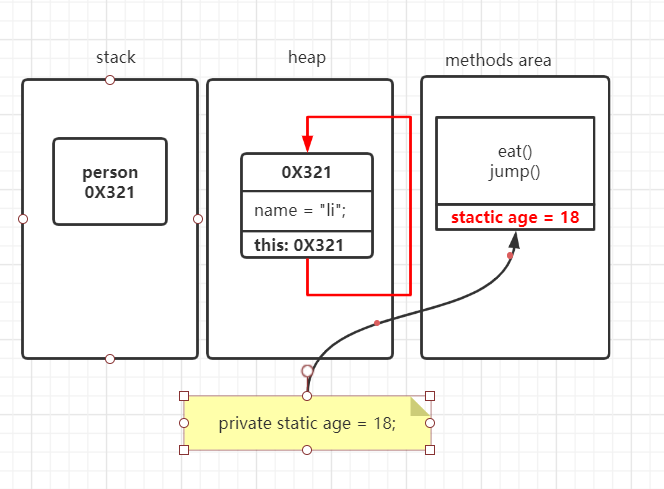 stack
heap
methods area
person
0X321
0X321
name = "li";
this: 0X321
eat()
jump()
stactic age = 18
private static age = 18;